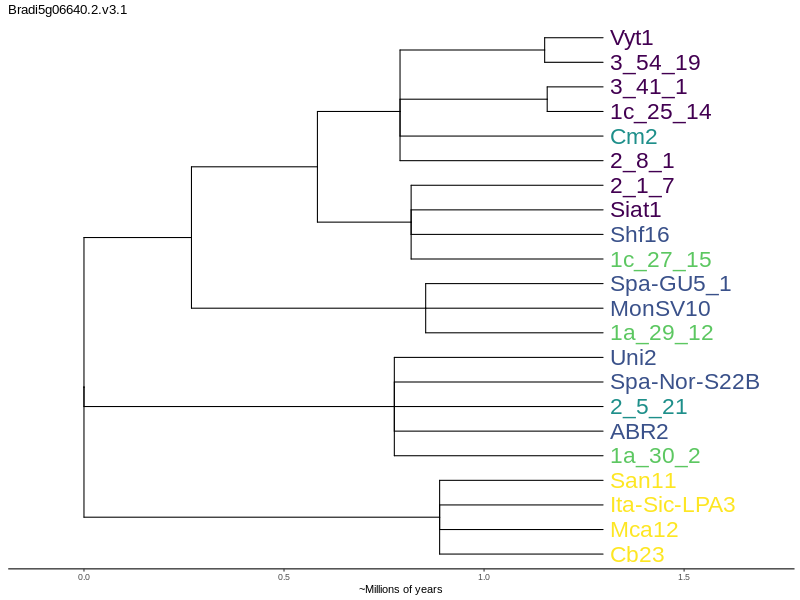 Bradi5g06640.2.v3.1
Vyt1
3_54_19
3_41_1
1c_25_14
Cm2
2_8_1
2_1_7
Siat1
Shf16
1c_27_15
Spa-GU5_1
MonSV10
1a_29_12
Uni2
Spa-Nor-S22B
2_5_21
ABR2
1a_30_2
San11
Ita-Sic-LPA3
Mca12
Cb23
0.0 0.5 1.0 1.5
~Millions of years